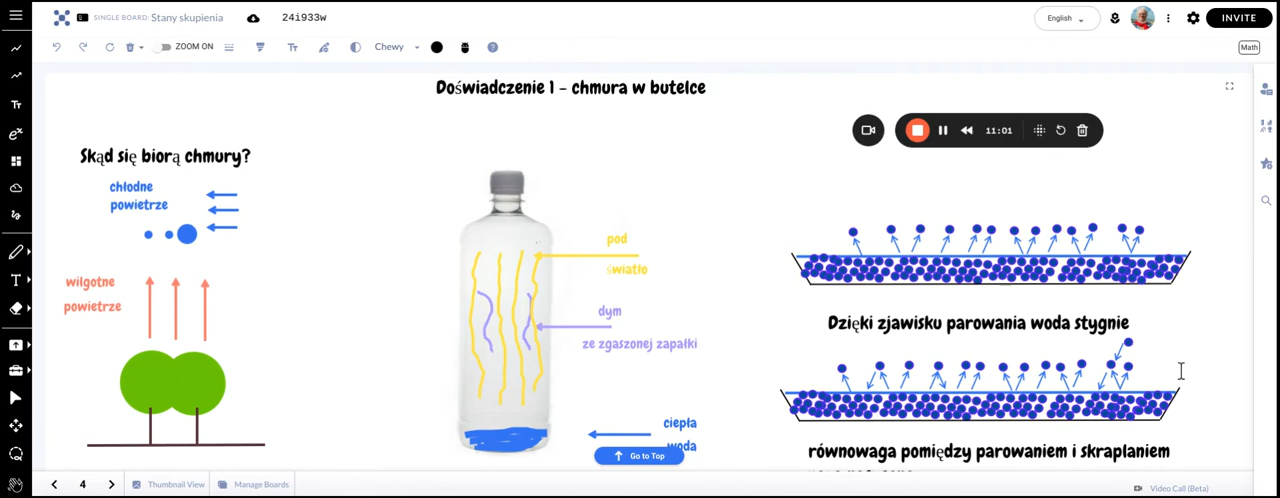 SINGLE BOARD: Stany skupienia
24i933w
English
INVITE
ZOOM ON
Chewy
Math
Doświadczenie 1 - chmura w butelce
11:01
Skąd się biorą chmury?
chłodne
powietrze
wilgotne
powietrze
pod
światło
dym
ze zgaszonej zapałki
ciepła
woda
Go to Top
Dzięki zjawisku parowania woda stygnie
równowaga pomiędzy parowaniem i skraplaniem
4
Thumbnail View
Manage Boards
Video Call (Beta)